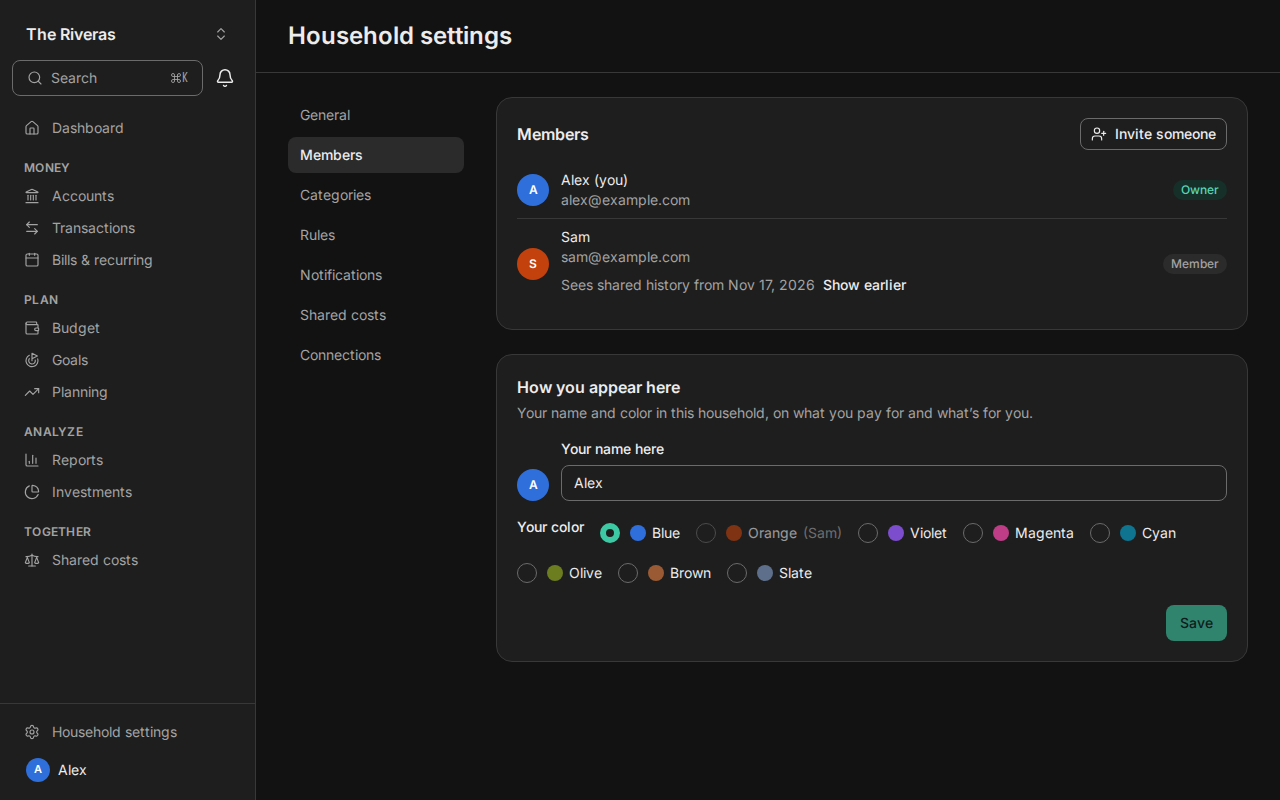 The Riveras
Search ⌘K
Dashboard
MONEY
Accounts
Transactions
Bills & recurring
PLAN
Budget
Goals
Planning
ANALYZE
Reports
Investments
TOGETHER
Shared costs
Household settings
A Alex
Household settings
General
Members
Categories
Rules
Notifications
Shared costs
Connections
Members
Invite someone
A
Alex (you)
alex@example.com
Owner
S
Sam
sam@example.com
Sees shared history from Nov 17, 2026 Show earlier
Member
How you appear here
Your name and color in this household, on what you pay for and what’s for you.
Your name here
A Alex
Your color Blue Orange (Sam) Violet Magenta Cyan
Olive Brown Slate
Save